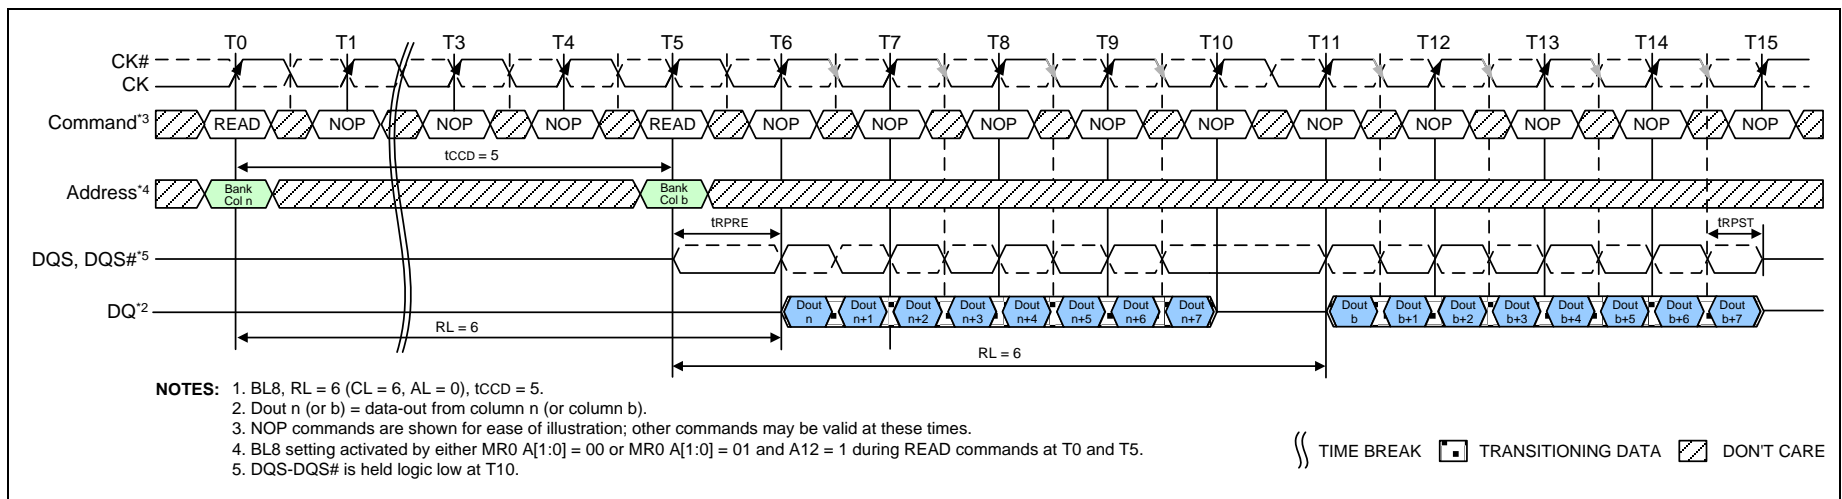 T0 T1 T3 T4 T5 T6 T7 T8 T9 T10 T11 T12 T13 T14 T15
CK#
CK
Command*3 READ NOP NOP NOP READ NOP NOP NOP NOP NOP NOP NOP NOP NOP NOP
tCCD = 5
Address*4 Bank Col n Bank Col b
tRPRE tRPST
DQS, DQS#*5
DQ*2 Dout n Dout n+1 Dout n+2 Dout n+3 Dout n+4 Dout n+5 Dout n+6 Dout n+7 Dout b Dout b+1 Dout b+2 Dout b+3 Dout b+4 Dout b+5 Dout b+6 Dout b+7
RL = 6
RL = 6
NOTES: 1. BL8, RL = 6 (CL = 6, AL = 0), tCCD = 5.
2. Dout n (or b) = data-out from column n (or column b).
3. NOP commands are shown for ease of illustration; other commands may be valid at these times.
4. BL8 setting activated by either MR0 A[1:0] = 00 or MR0 A[1:0] = 01 and A12 = 1 during READ commands at T0 and T5.
5. DQS-DQS# is held logic low at T10.
TIME BREAK TRANSITIONING DATA DON'T CARE